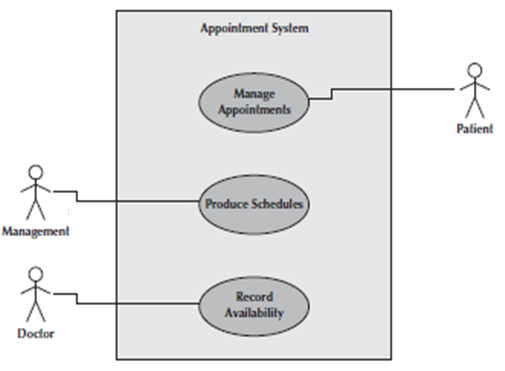 Appointment System
Manage
Appointments
Patient
Produce Schedules
Management
Record
Availability
Doctor